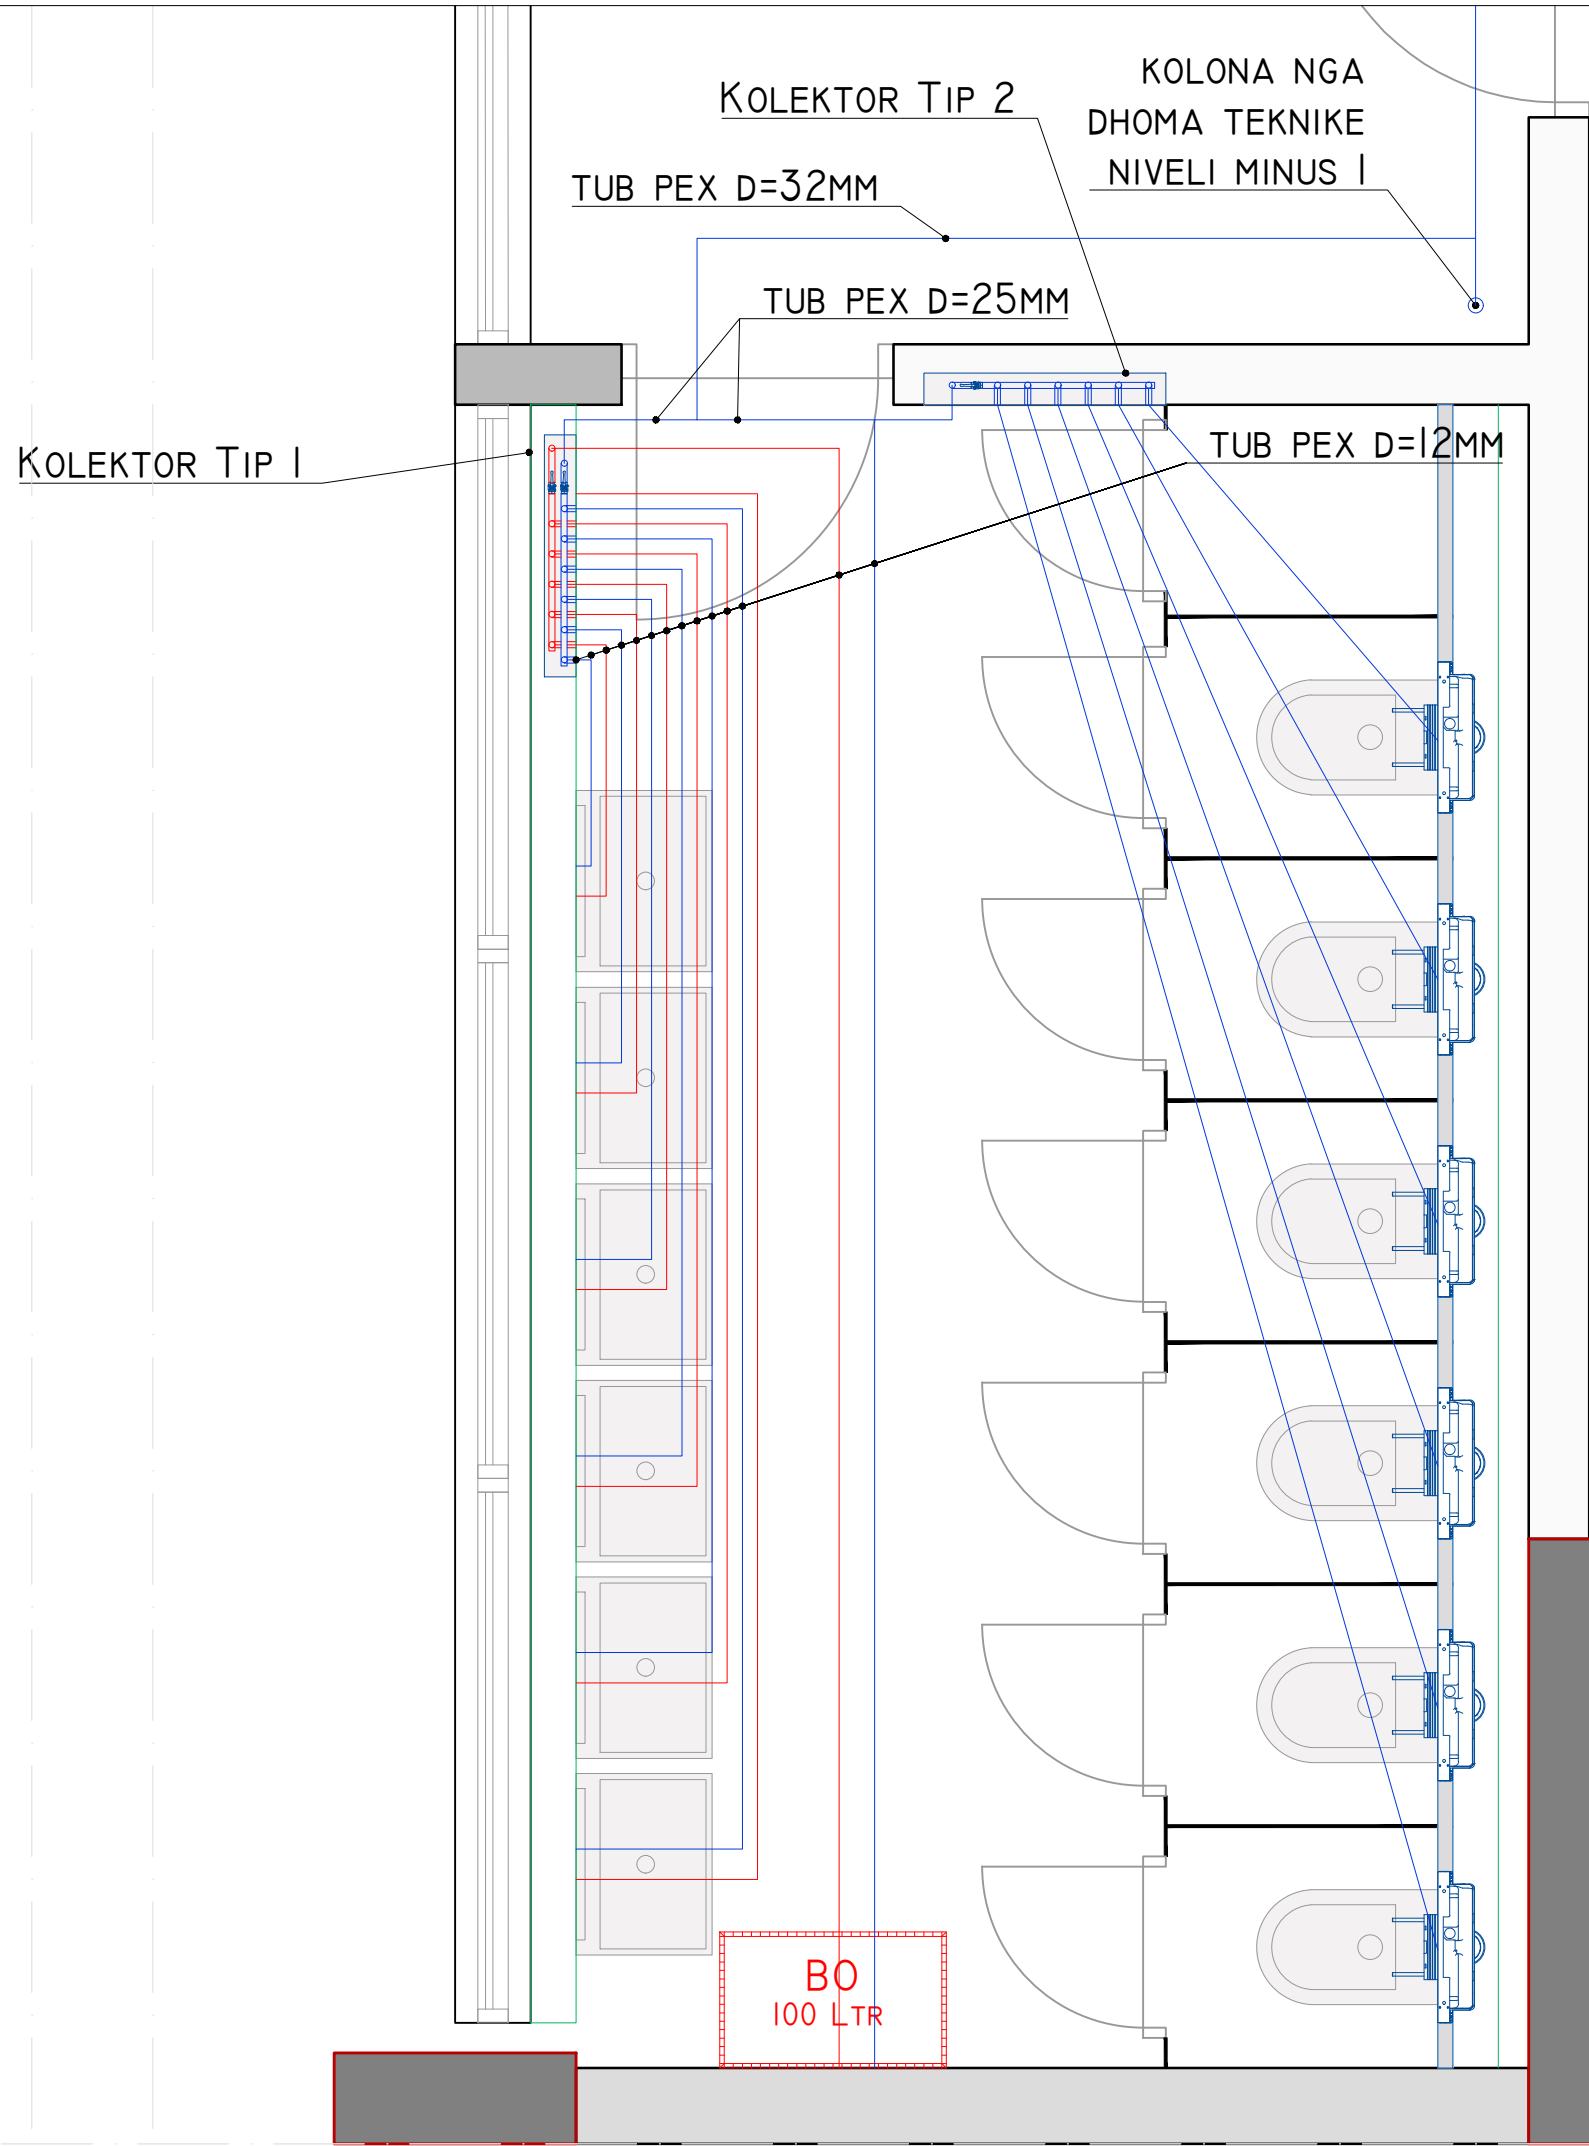 KOLEKTOR TIP 2
KOLONA NGA
DHOMA TEKNIKE
NIVELI MINUS 1
TUB PEX D=32MM
TUB PEX D=25MM
KOLEKTOR TIP 1
TUB PEX D=12MM
BO
100 LTR